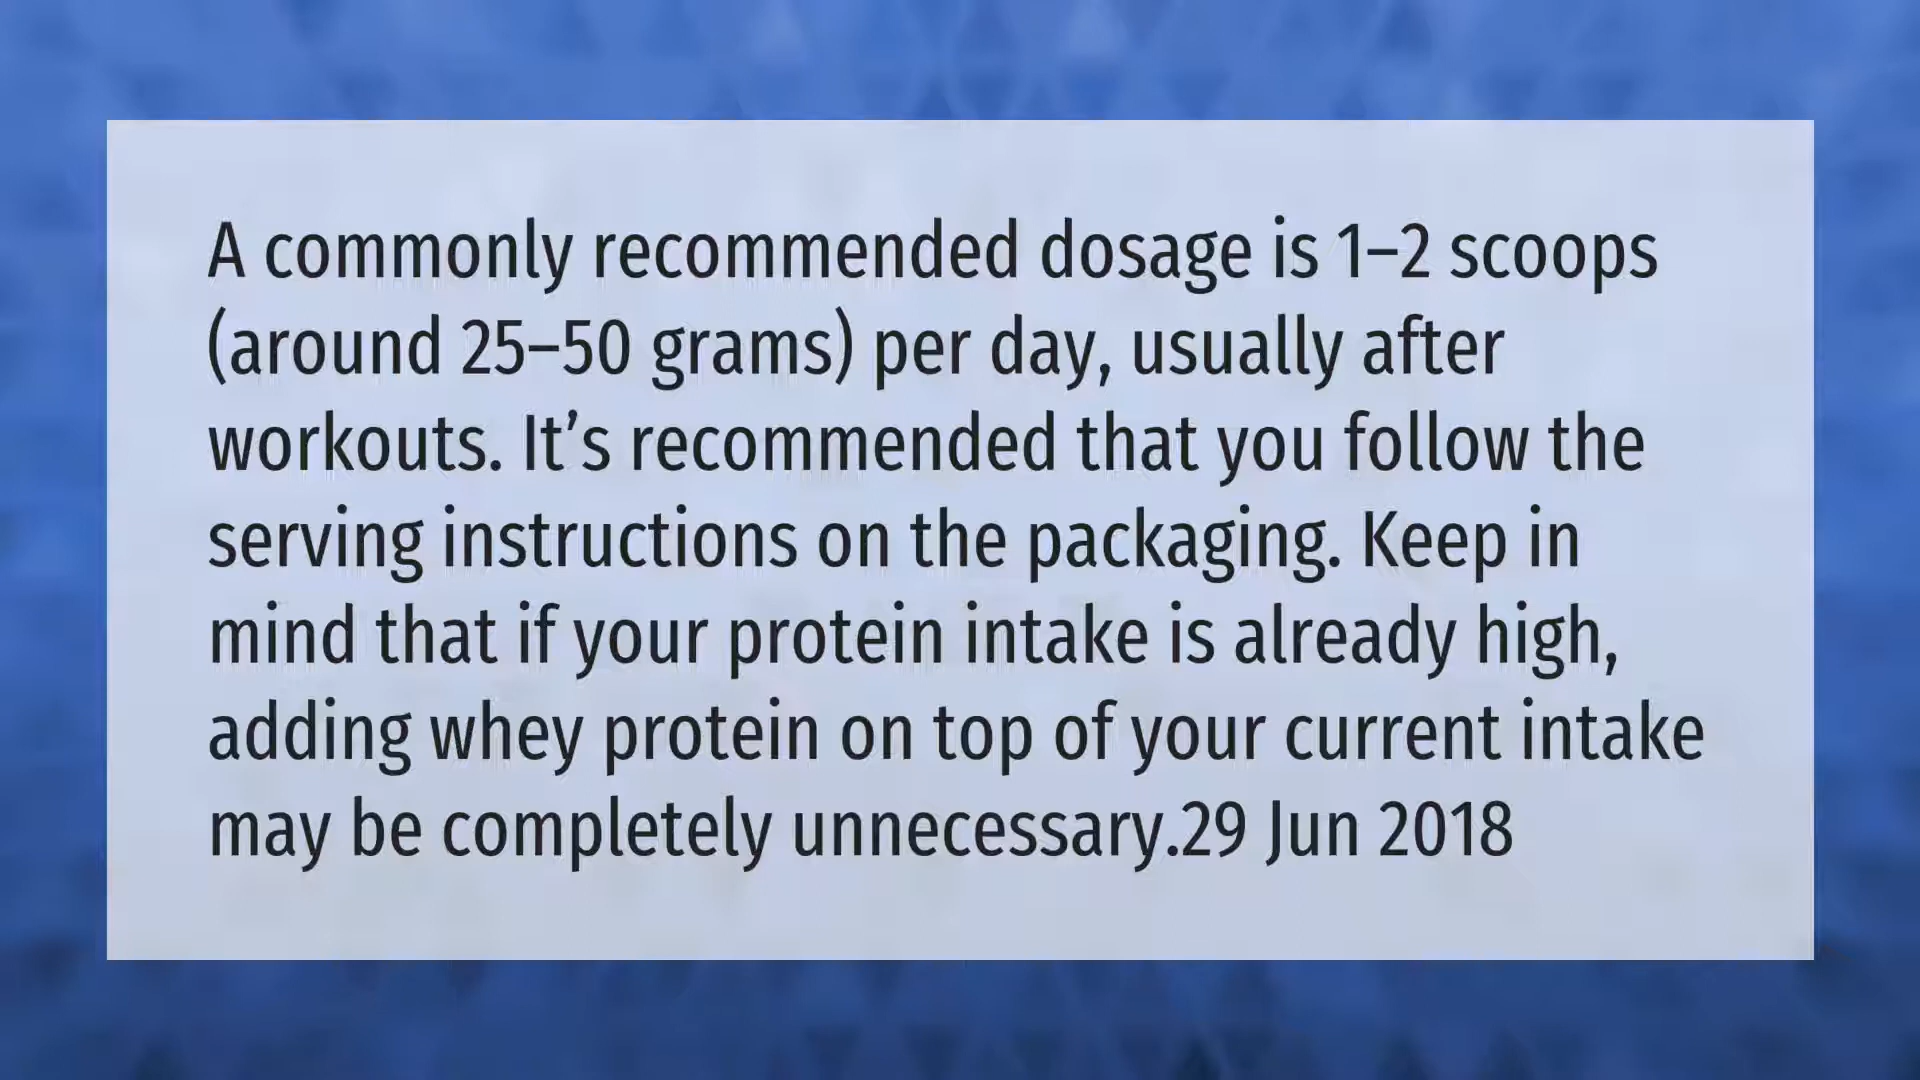 A commonly recommended dosage is 1–2 scoops
(around 25–50 grams) per day, usually after
workouts. It’s recommended that you follow the
serving instructions on the packaging. Keep in
mind that if your protein intake is already high,
adding whey protein on top of your current intake
may be completely unnecessary.29 Jun 2018